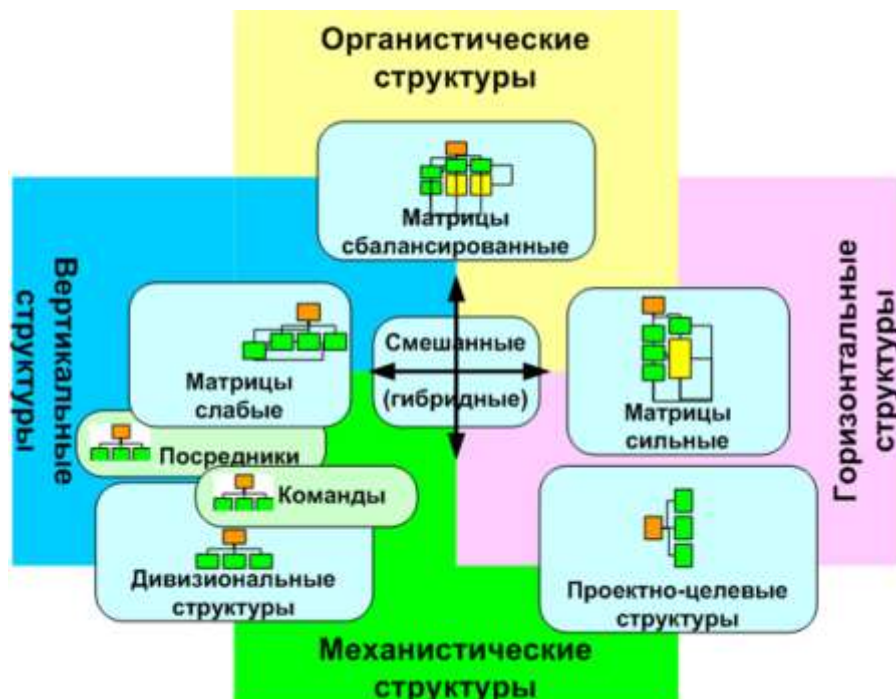 Органистические
структуры
Матрицы
сбалансированные
Вертикальные
структуры
Горизонтальные
структуры
Смешанные
(гибридные)
Матрицы
слабые
Матрицы
сильные
Посредники
Команды
Дивизиональные
структуры
Проектно-целевые
структуры
Механистические
структуры